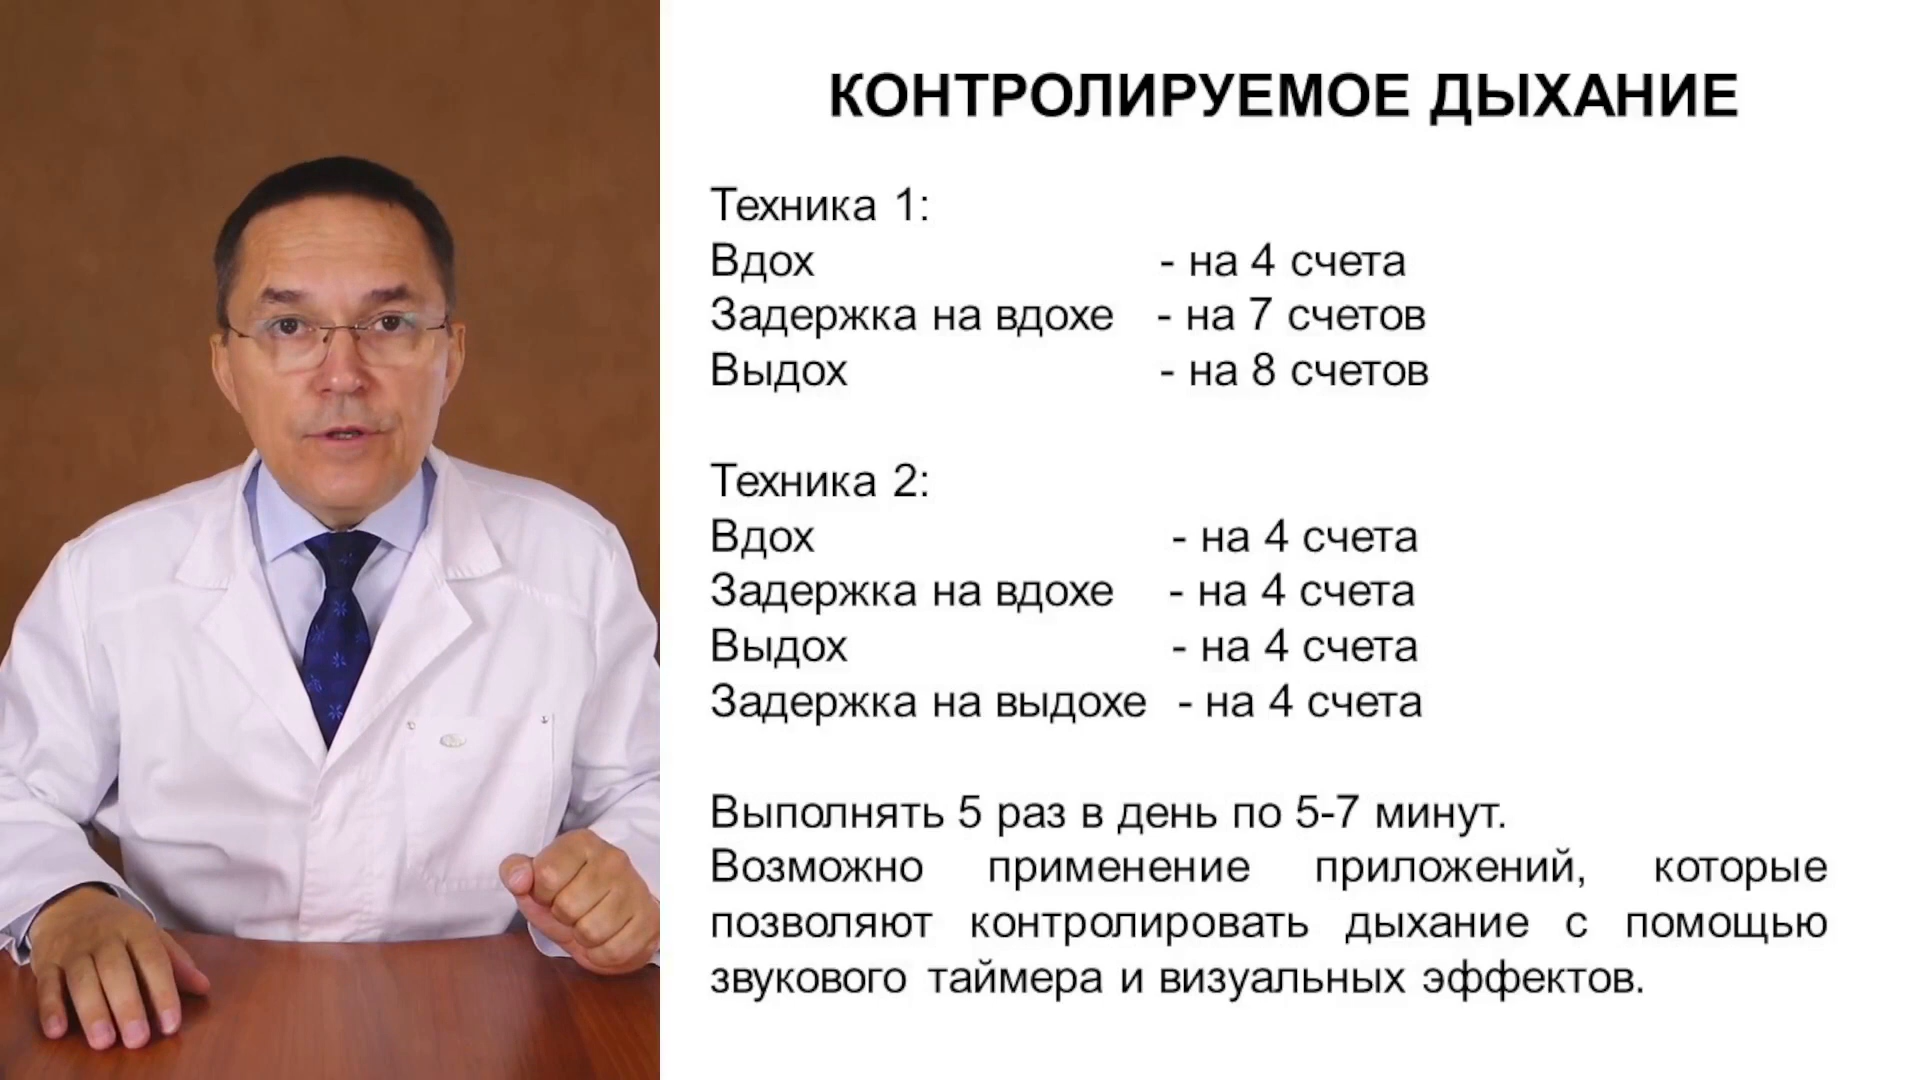 КОНТРОЛИРУЕМОЕ ДЫХАНИЕ
Техника 1:
Вдох - на 4 счета
Задержка на вдохе - на 7 счетов
Выдох - на 8 счетов
Техника 2:
Вдох - на 4 счета
Задержка на вдохе - на 4 счета
Выдох - на 4 счета
Задержка на выдохе - на 4 счета
Выполнять 5 раз в день по 5-7 минут.
Возможно применение приложений, которые
позволяют контролировать дыхание с помощью
звукового таймера и визуальных эффектов.